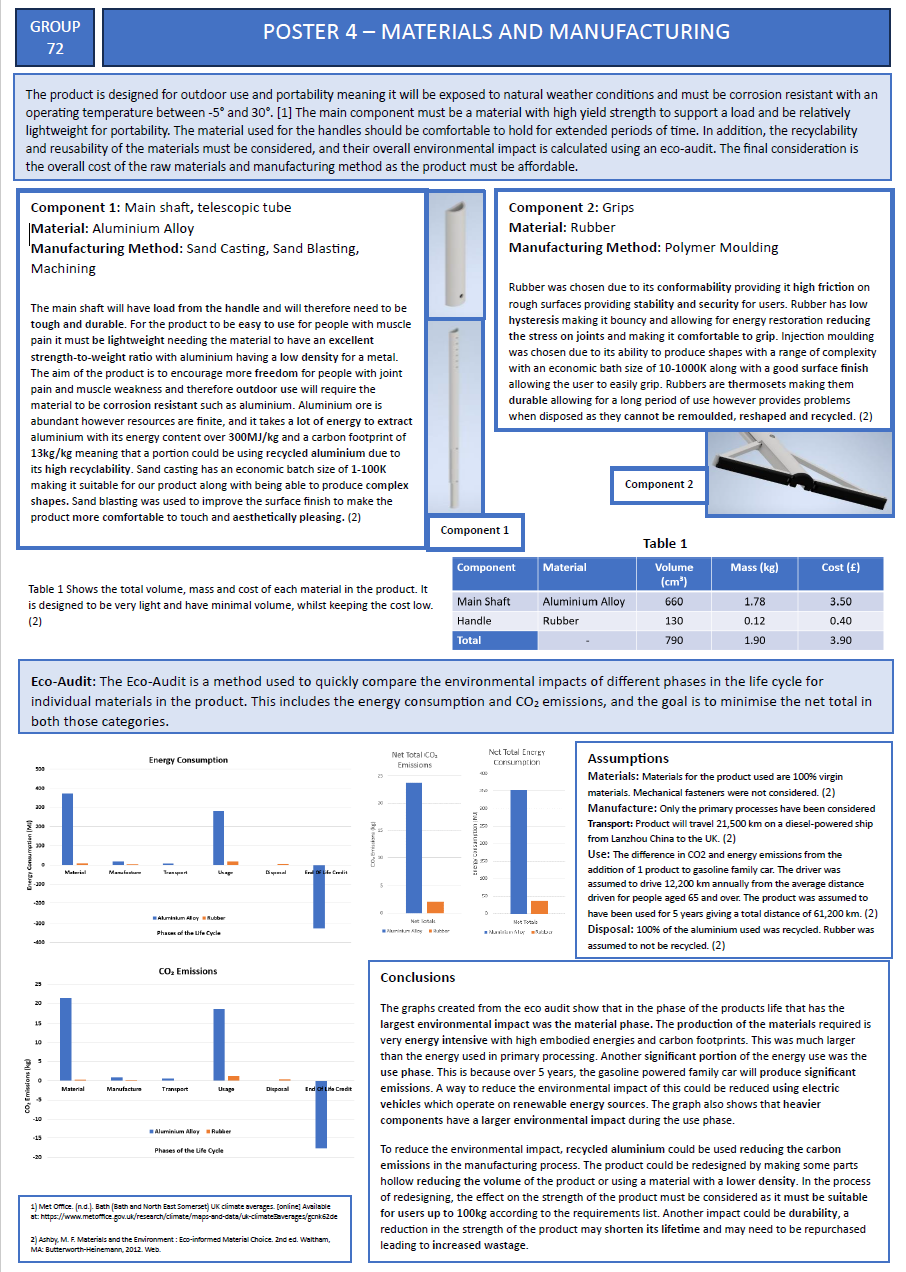 GROUP
72
POSTER 4 – MATERIALS AND MANUFACTURING
The product is designed for outdoor use and portability meaning it will be exposed to natural weather conditions and must be corrosion resistant with an
operating temperature between -5° and 30°. [1] The main component must be a material with high yield strength to support a load and be relatively
lightweight for portability. The material used for the handles should be comfortable to hold for extended periods of time. In addition, the recyclability
and reusability of the materials must be considered, and their overall environmental impact is calculated using an eco-audit. The final consideration is
the overall cost of the raw materials and manufacturing method as the product must be affordable.
Component 1: Main shaft, telescopic tube
Material: Aluminium Alloy
Manufacturing Method: Sand Casting, Sand Blasting,
Machining
The main shaft will have load from the handle and will therefore need to be
tough and durable. For the product to be easy to use for people with muscle
pain it must be lightweight needing the material to have an excellent
strength-to-weight ratio with aluminium having a low density for a metal.
The aim of the product is to encourage more freedom for people with joint
pain and muscle weakness and therefore outdoor use will require the
material to be corrosion resistant such as aluminium. Aluminium ore is
abundant however resources are finite, and it takes a lot of energy to extract
aluminium with its energy content over 300MJ/kg and a carbon footprint of
13kg/kg meaning that a portion could be using recycled aluminium due to
its high recyclability. Sand casting has an economic batch size of 1-100K
making it suitable for our product along with being able to produce complex
shapes. Sand blasting was used to improve the surface finish to make the
product more comfortable to touch and aesthetically pleasing. (2)
Component 1
Component 2: Grips
Material: Rubber
Manufacturing Method: Polymer Moulding
Rubber was chosen due to its conformability providing it high friction on
rough surfaces providing stability and security for users. Rubber has low
hysteresis making it bouncy and allowing for energy restoration reducing
the stress on joints and making it comfortable to grip. Injection moulding
was chosen due to its ability to produce shapes with a range of complexity
with an economic bath size of 10-1000K along with a good surface finish
allowing the user to easily grip. Rubbers are thermosets making them
durable allowing for a long period of use however provides problems
when disposed as they cannot be remoulded, reshaped and recycled. (2)
Component 2
Table 1 Shows the total volume, mass and cost of each material in the product. It
is designed to be very light and have minimal volume, whilst keeping the cost low.
(2)
Table 1
Component Material Volume (cm³) Mass (kg) Cost (£)
Main Shaft Aluminium Alloy 660 1.78 3.50
Handle Rubber 130 0.12 0.40
Total - 790 1.90 3.90
Eco-Audit: The Eco-Audit is a method used to quickly compare the environmental impacts of different phases in the life cycle for
individual materials in the product. This includes the energy consumption and CO₂ emissions, and the goal is to minimise the net total in
both those categories.
Energy Consumption
Energy Consumption (MJ)
500
400
300
200
100
0
-100
-200
-300
-400
Material Manufacture Transport Usage Disposal End Of Life Credit
Aluminium Alloy Rubber
Phases of the Life Cycle
Net Total CO₂
Emissions
CO₂ Emissions (kg)
25
20
15
10
5
0
Net Totals
Aluminium Alloy Rubber
Net Total Energy
Consumption
Energy Consumption (MJ)
400
350
300
250
200
150
100
50
0
Net Totals
Aluminium Alloy Rubber
Assumptions
Materials: Materials for the product used are 100% virgin
materials. Mechanical fasteners were not considered. (2)
Manufacture: Only the primary processes have been considered
Transport: Product will travel 21,500 km on a diesel-powered ship
from Lanzhou China to the UK. (2)
Use: The difference in CO2 and energy emissions from the
addition of 1 product to gasoline family car. The driver was
assumed to drive 12,200 km annually from the average distance
driven for people aged 65 and over. The product was assumed to
have been used for 5 years giving a total distance of 61,200 km. (2)
Disposal: 100% of the aluminium used was recycled. Rubber was
assumed to not be recycled. (2)
CO₂ Emissions
CO₂ Emissions (kg)
25
20
15
10
5
0
-5
-10
-15
-20
Material Manufacture Transport Usage Disposal End Of Life Credit
Aluminium Alloy Rubber
Phases of the Life Cycle
Conclusions
The graphs created from the eco audit show that in the phase of the products life that has the
largest environmental impact was the material phase. The production of the materials required is
very energy intensive with high embodied energies and carbon footprints. This was much larger
than the energy used in primary processing. Another significant portion of the energy use was the
use phase. This is because over 5 years, the gasoline powered family car will produce significant
emissions. A way to reduce the environmental impact of this could be reduced using electric
vehicles which operate on renewable energy sources. The graph also shows that heavier
components have a larger environmental impact during the use phase.
To reduce the environmental impact, recycled aluminium could be used reducing the carbon
emissions in the manufacturing process. The product could be redesigned by making some parts
hollow reducing the volume of the product or using a material with a lower density. In the process
of redesigning, the effect on the strength of the product must be considered as it must be suitable
for users up to 100kg according to the requirements list. Another impact could be durability, a
reduction in the strength of the product may shorten its lifetime and may need to be repurchased
leading to increased wastage.
1) Met Office. (n.d.). Bath (Bath and North East Somerset) UK climate averages. [online] Available
at: https://www.metoffice.gov.uk/research/climate/maps-and-data/uk-climate-averages/gcnk62de
2) Ashby, M. F. Materials and the Environment : Eco-informed Material Choice. 2nd ed. Waltham,
MA: Butterworth-Heinemann, 2012. Web.